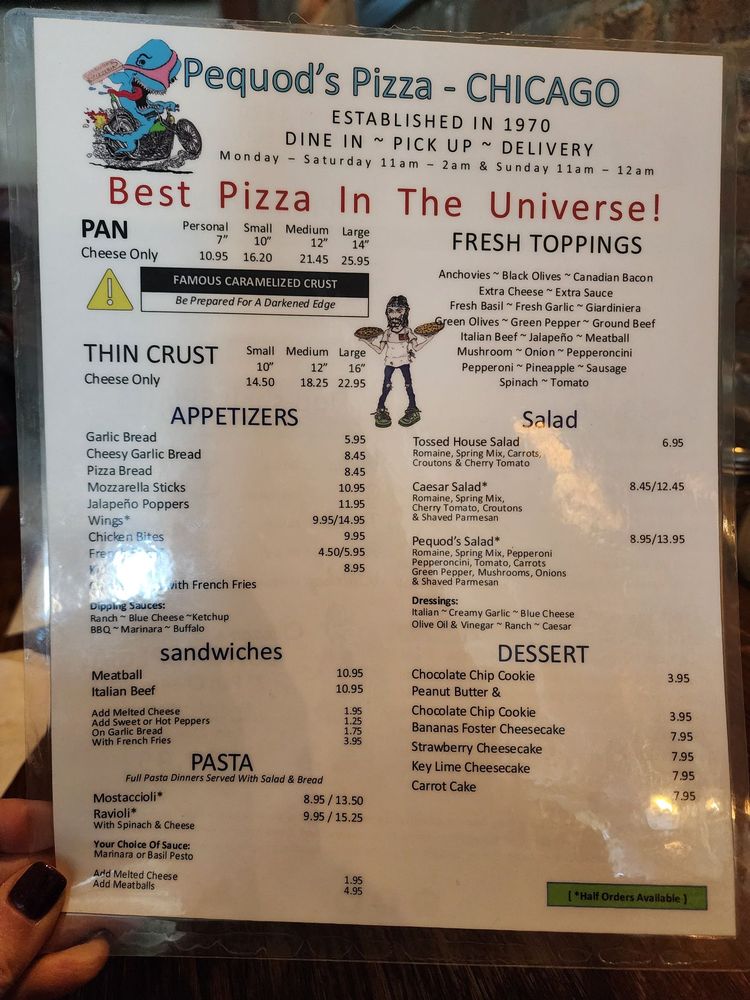 Pequod's Pizza - CHICAGO
ESTABLISHED IN 1970
DINE IN ~ PICK UP ~ DELIVERY
Monday – Saturday 11am – 2am & Sunday 11am – 12am
Best Pizza In The Universe!
PAN Personal Small Medium Large
7" 10" 12" 14"
Cheese Only 10.95 16.20 21.45 25.95
FAMOUS CARAMELIZED CRUST
Be Prepared For A Darkened Edge
THIN CRUST Small Medium Large
10" 12" 16"
Cheese Only 14.50 18.25 22.95
FRESH TOPPINGS
Anchovies ~ Black Olives ~ Canadian Bacon
Extra Cheese ~ Extra Sauce
Fresh Basil ~ Fresh Garlic ~ Giardiniera
Green Olives ~ Green Pepper ~ Ground Beef
Italian Beef ~ Jalapeño ~ Meatball
Mushroom ~ Onion ~ Pepperoncini
Pepperoni ~ Pineapple ~ Sausage
Spinach ~ Tomato
APPETIZERS
Garlic Bread 5.95
Cheesy Garlic Bread 8.45
Pizza Bread 8.45
Mozzarella Sticks 10.95
Jalapeño Poppers 11.95
Wings* 9.95/14.95
Chicken Bites 9.95
4.50/5.95
8.95
with French Fries
Dipping Sauces:
Ranch ~ Blue Cheese ~Ketchup
BBQ ~ Marinara ~ Buffalo
sandwiches
Meatball 10.95
Italian Beef 10.95
Add Melted Cheese 1.95
Add Sweet or Hot Peppers 1.25
On Garlic Bread 1.75
With French Fries 3.95
PASTA
Full Pasta Dinners Served With Salad & Bread
Mostaccioli* 8.95 / 13.50
Ravioli* 9.95 / 15.25
With Spinach & Cheese
Your Choice Of Sauce:
Marinara or Basil Pesto
Add Melted Cheese 1.95
Add Meatballs 4.95
Salad
Tossed House Salad 6.95
Romaine, Spring Mix, Carrots,
Croutons & Cherry Tomato
Caesar Salad* 8.45/12.45
Romaine, Spring Mix,
Cherry Tomato, Croutons
& Shaved Parmesan
Pequod's Salad* 8.95/13.95
Romaine, Spring Mix, Pepperoni
Pepperoncini, Tomato, Carrots
Green Pepper, Mushrooms, Onions
& Shaved Parmesan
Dressings:
Italian ~ Creamy Garlic ~ Blue Cheese
Olive Oil & Vinegar ~ Ranch ~ Caesar
DESSERT
Chocolate Chip Cookie 3.95
Peanut Butter &
Chocolate Chip Cookie 3.95
Bananas Foster Cheesecake 7.95
Strawberry Cheesecake 7.95
Key Lime Cheesecake 7.95
Carrot Cake 7.95
[ *Half Orders Available ]